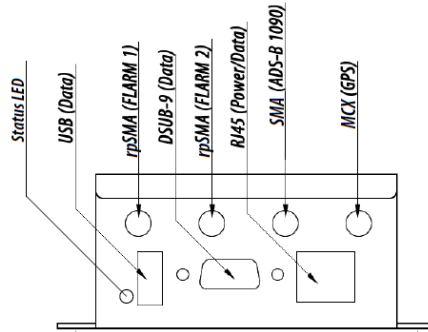 Status LED
USB (Data)
rpSMA (FLARM 1)
DSUB-9 (Data)
rpSMA (FLARM 2)
RJ45 (Power/Data)
SMA (ADS-B 1090)
MCX (GPS)